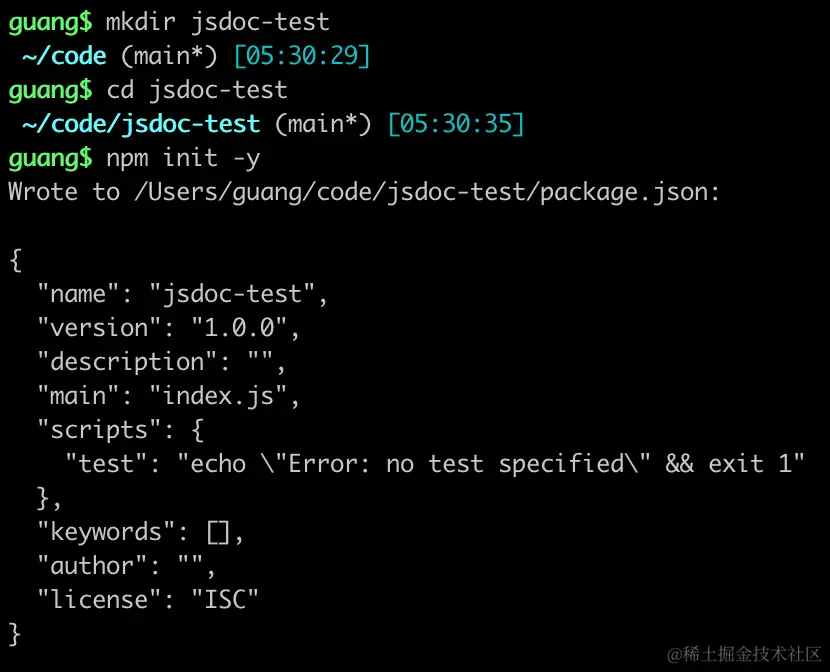 guang$ mkdir jsdoc-test
~/code (main*) [05:30:29]
guang$ cd jsdoc-test
~/code/jsdoc-test (main*) [05:30:35]
guang$ npm init -y
Wrote to /Users/guang/code/jsdoc-test/package.json:
{
  "name": "jsdoc-test",
  "version": "1.0.0",
  "description": "",
  "main": "index.js",
  "scripts": {
    "test": "echo \"Error: no test specified\" && exit 1"
  },
  "keywords": [],
  "author": "",
  "license": "ISC"
}
@稀土掘金技术社区